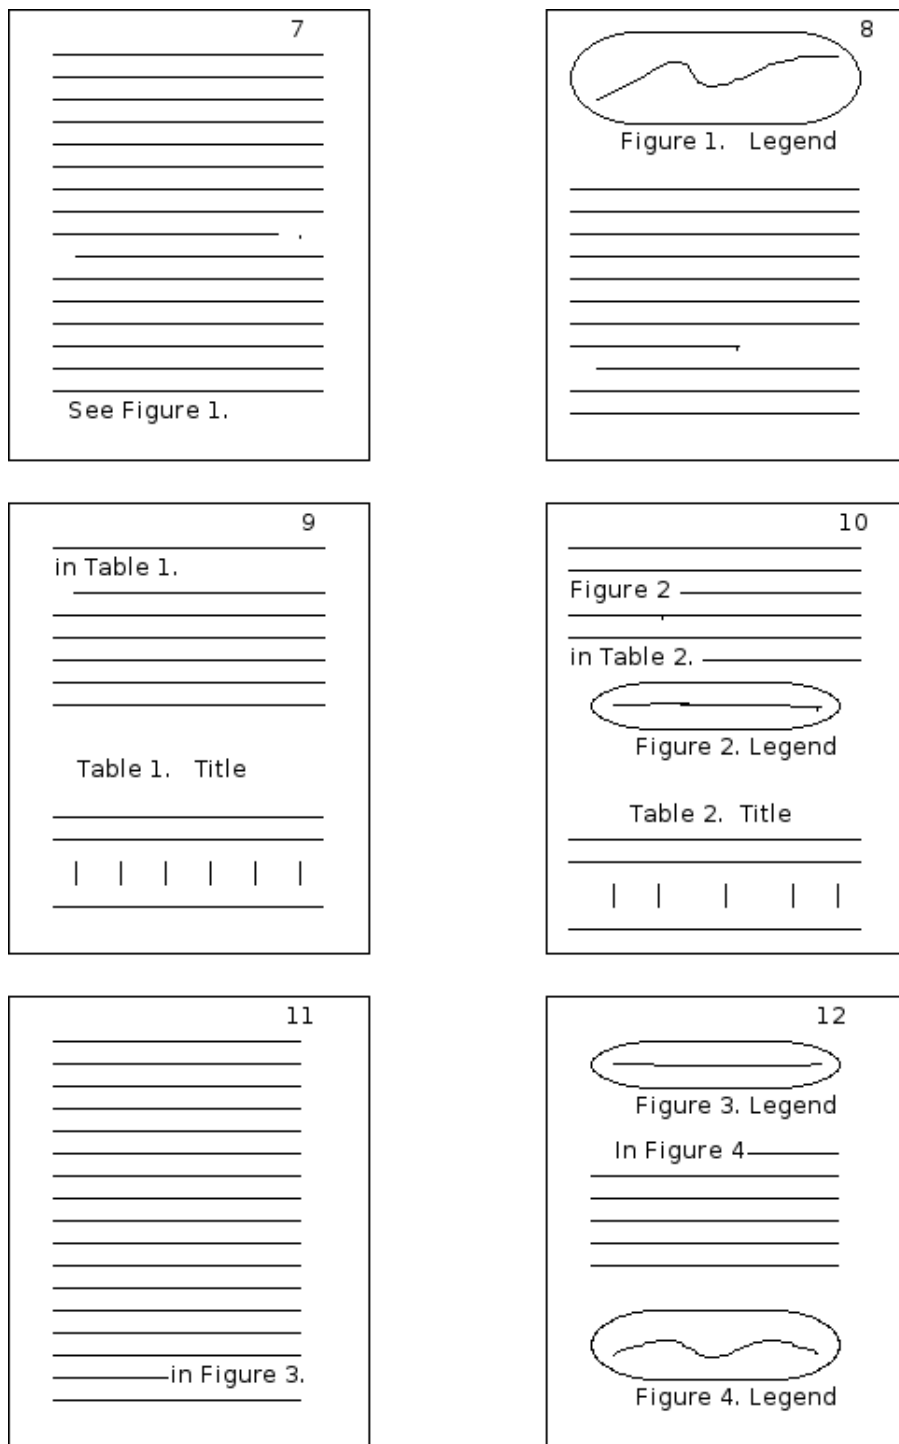 7
See Figure 1.
8
Figure 1. Legend
9
in Table 1.
Table 1. Title
10
Figure 2
in Table 2.
Figure 2. Legend
Table 2. Title
11
in Figure 3.
12
Figure 3. Legend
In Figure 4
Figure 4. Legend